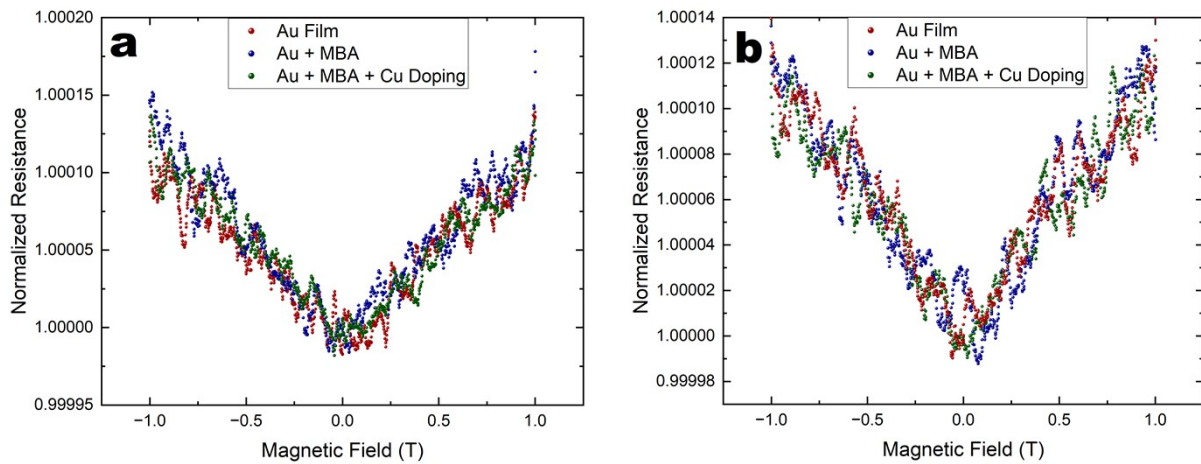 a
Au Film
Au + MBA
Au + MBA + Cu Doping
1.00020
1.00015
1.00010
1.00005
1.00000
0.99995
Normalized Resistance
−1.0
−0.5
0.0
0.5
1.0
Magnetic Field (T)
b
Au Film
Au + MBA
Au + MBA + Cu Doping
1.00014
1.00012
1.00010
1.00008
1.00006
1.00004
1.00002
1.00000
0.99998
Normalized Resistance
−1.0
−0.5
0.0
0.5
1.0
Magnetic Field (T)